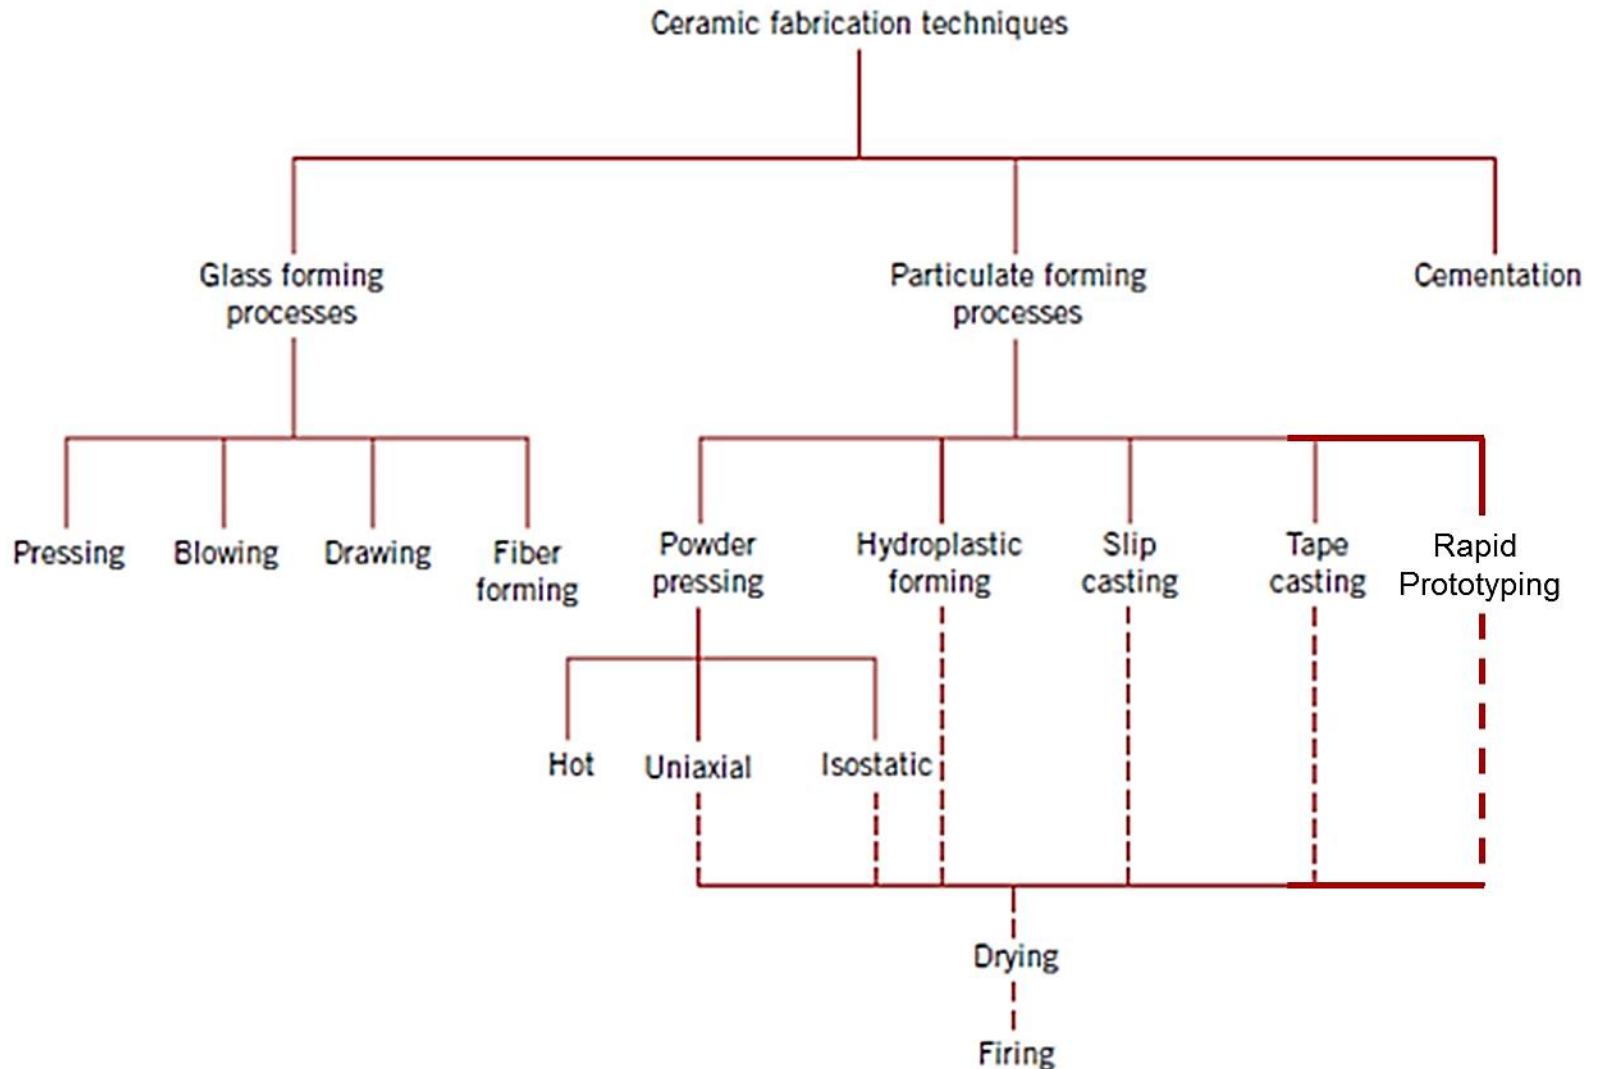 Ceramic fabrication techniques
Glass forming
processes
Particulate forming
processes
Cementation
Pressing
Blowing
Drawing
Fiber
forming
Powder
pressing
Hydroplastic
forming
Slip
casting
Tape
casting
Rapid
Prototyping
Hot
Uniaxial
Isostatic
Drying
Firing